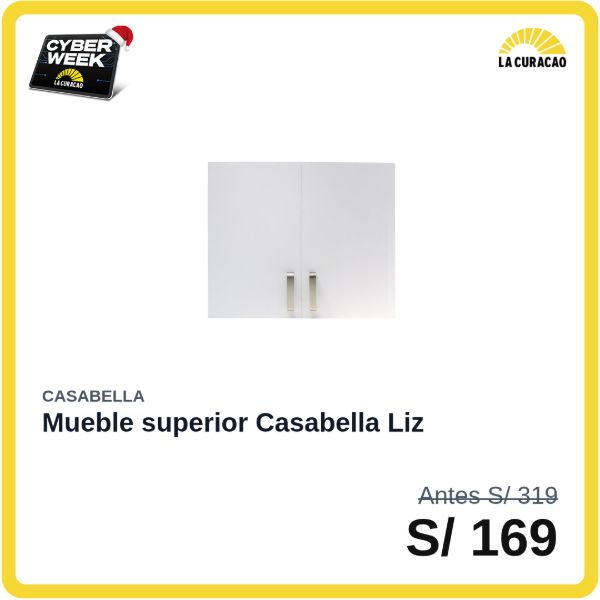 CYBER
WEEK
LA CURACAO
LA CURACAO
CASABELLA
Mueble superior Casabella Liz
Antes S/ 319
S/ 169